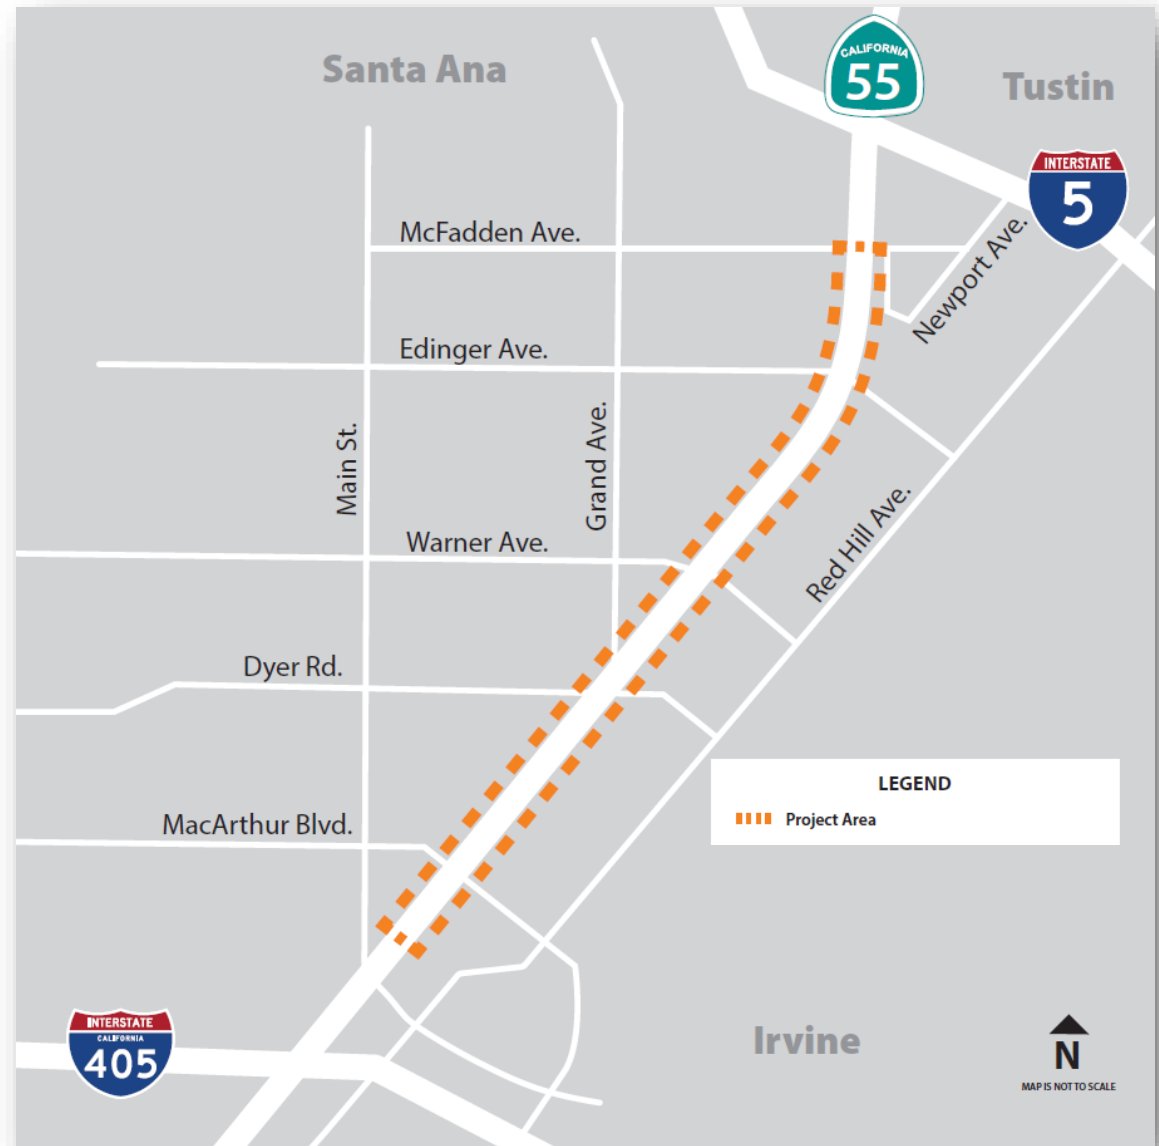 Santa Ana
CALIFORNIA
55
Tustin
INTERSTATE
5
McFadden Ave.
Newport Ave.
Edinger Ave.
Main St.
Grand Ave.
Red Hill Ave.
Warner Ave.
Dyer Rd.
LEGEND
Project Area
MacArthur Blvd.
INTERSTATE
CALIFORNIA
405
Irvine
N
MAP IS NOT TO SCALE